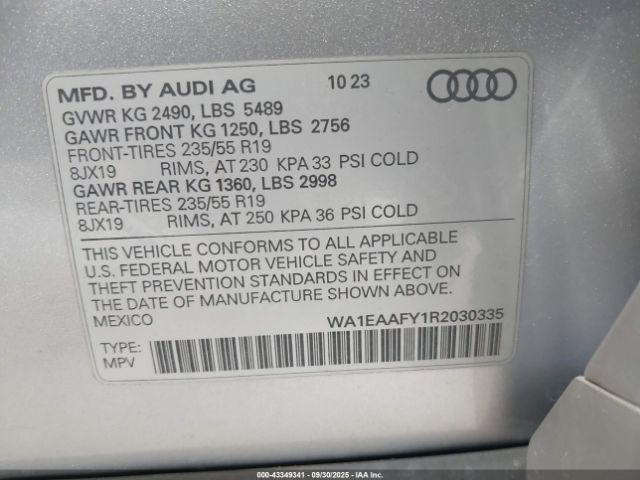 MFD. BY AUDI AG 10 23
GVWR KG 2490, LBS 5489
GAWR FRONT KG 1250, LBS 2756
FRONT-TIRES 235/55 R19
8JX19 RIMS, AT 230 KPA 33 PSI COLD
GAWR REAR KG 1360, LBS 2998
REAR-TIRES 235/55 R19
8JX19 RIMS, AT 250 KPA 36 PSI COLD
THIS VEHICLE CONFORMS TO ALL APPLICABLE
U.S. FEDERAL MOTOR VEHICLE SAFETY AND
THEFT PREVENTION STANDARDS IN EFFECT ON
THE DATE OF MANUFACTURE SHOWN ABOVE.
MEXICO WA1EAAFY1R2030335
TYPE:
MPV
© 000-43349341 - 09/30/2025 - IAA Inc.